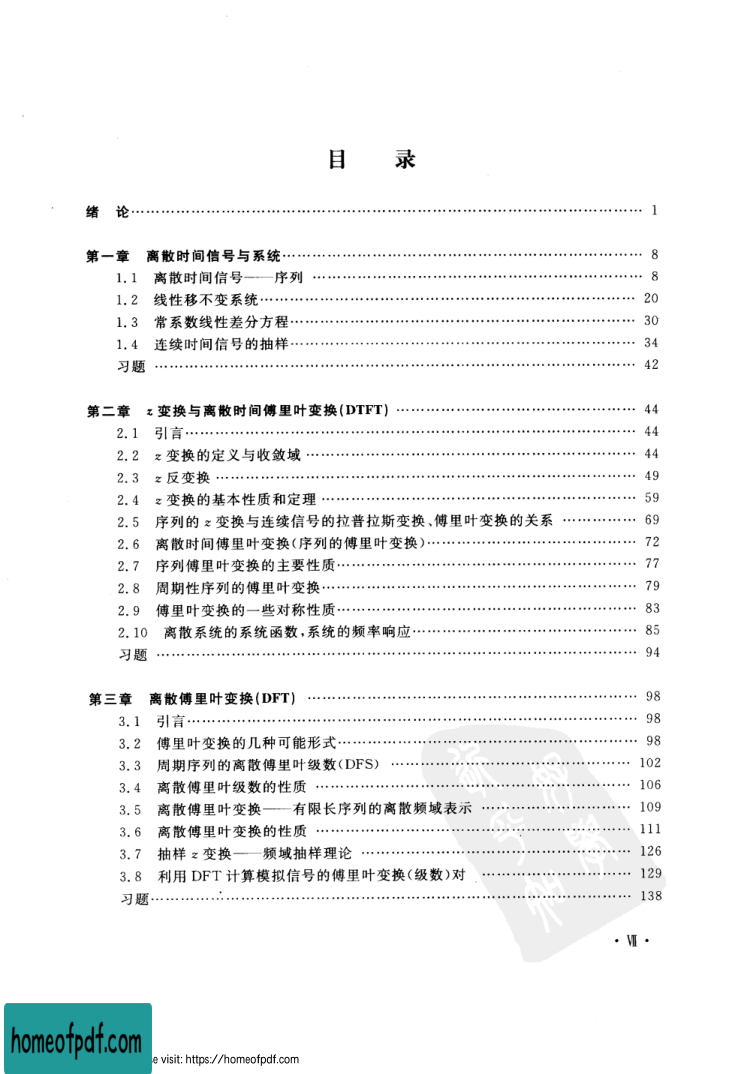 目 录
绪 论…… 1
第一章 离散时间信号与系统…… 8
1.1 离散时间信号——序列 …… 8
1.2 线性移不变系统…… 20
1.3 常系数线性差分方程…… 30
1.4 连续时间信号的抽样…… 34
习题 …… 42
第二章 z变换与离散时间傅里叶变换(DTFT) …… 44
2.1 引言…… 44
2.2 z变换的定义与收敛域 …… 44
2.3 z反变换 …… 49
2.4 z变换的基本性质和定理 …… 59
2.5 序列的z变换与连续信号的拉普拉斯变换、傅里叶变换的关系 …… 69
2.6 离散时间傅里叶变换(序列的傅里叶变换)…… 72
2.7 序列傅里叶变换的主要性质…… 77
2.8 周期性序列的傅里叶变换…… 79
2.9 傅里叶变换的一些对称性质…… 83
2.10 离散系统的系统函数,系统的频率响应…… 85
习题 …… 94
第三章 离散傅里叶变换(DFT) …… 98
3.1 引言…… 98
3.2 傅里叶变换的几种可能形式…… 98
3.3 周期序列的离散傅里叶级数(DFS) …… 102
3.4 离散傅里叶级数的性质 …… 106
3.5 离散傅里叶变换——有限长序列的离散频域表示 …… 109
3.6 离散傅里叶变换的性质 …… 111
3.7 抽样z变换——频域抽样理论 …… 126
3.8 利用DFT计算模拟信号的傅里叶变换(级数)对 …… 129
习题…… 138
· Ⅶ ·
homeofpdf.com
e visit: https://homeofpdf.com